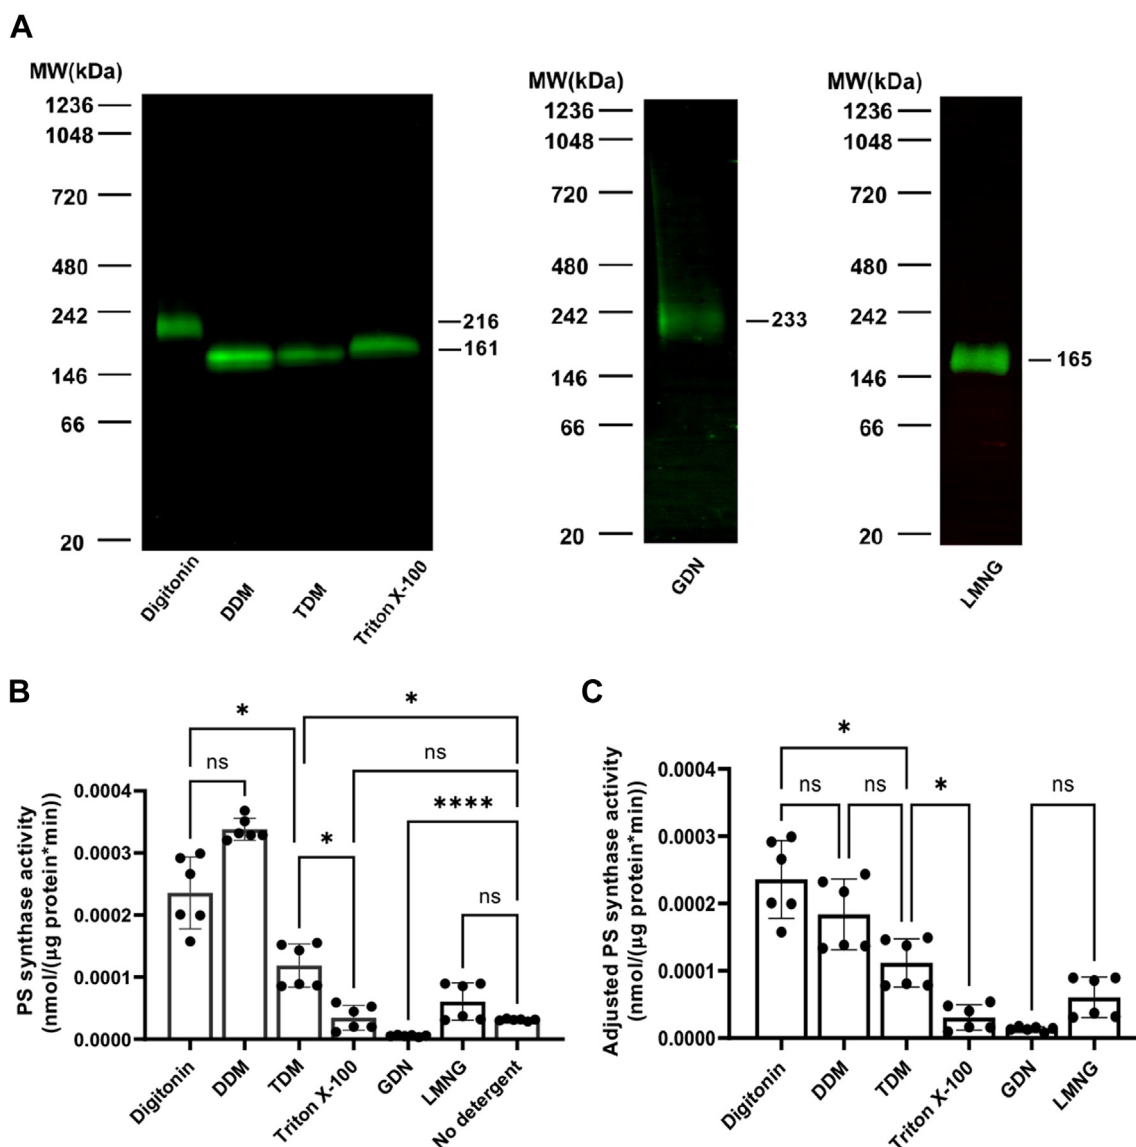 A
MW(kDa)
1236
1048
720
480
242
146
66
20
216
161
Digitonin
DDM
TDM
Triton X-100
MW(kDa)
1236
1048
720
480
242
146
66
20
233
GDN
MW(kDa)
1236
1048
720
480
242
146
66
20
165
LMNG
B
PS synthase activity
(nmol/(μg protein*min))
0.0004
0.0003
0.0002
0.0001
0.0000
*
*
ns
ns
****
*
ns
Digitonin
DDM
TDM
Triton X-100
GDN
LMNG
No detergent
C
Adjusted PS synthase activity
(nmol/(μg protein*min))
0.0004
0.0003
0.0002
0.0001
0.0000
*
ns
ns
*
ns
Digitonin
DDM
TDM
Triton X-100
GDN
LMNG